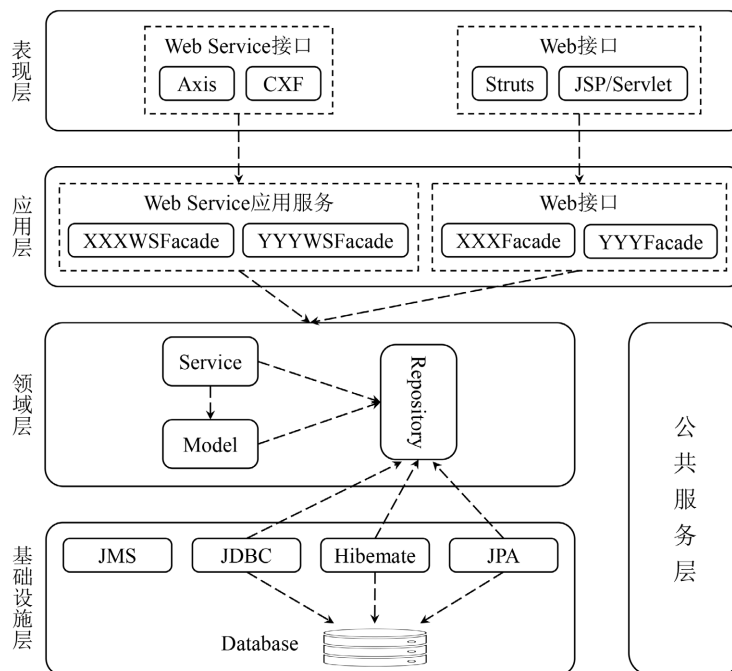 表现层
Web Service接口
Web接口
Axis
CXF
Struts
JSP/Servlet
应用层
Web Service应用服务
Web接口
XXXWSFacade
YYYWSFacade
XXXFacade
YYYFacade
领域层
Service
Model
Repository
公共服务层
基础设施层
JMS
JDBC
Hibemate
JPA
Database